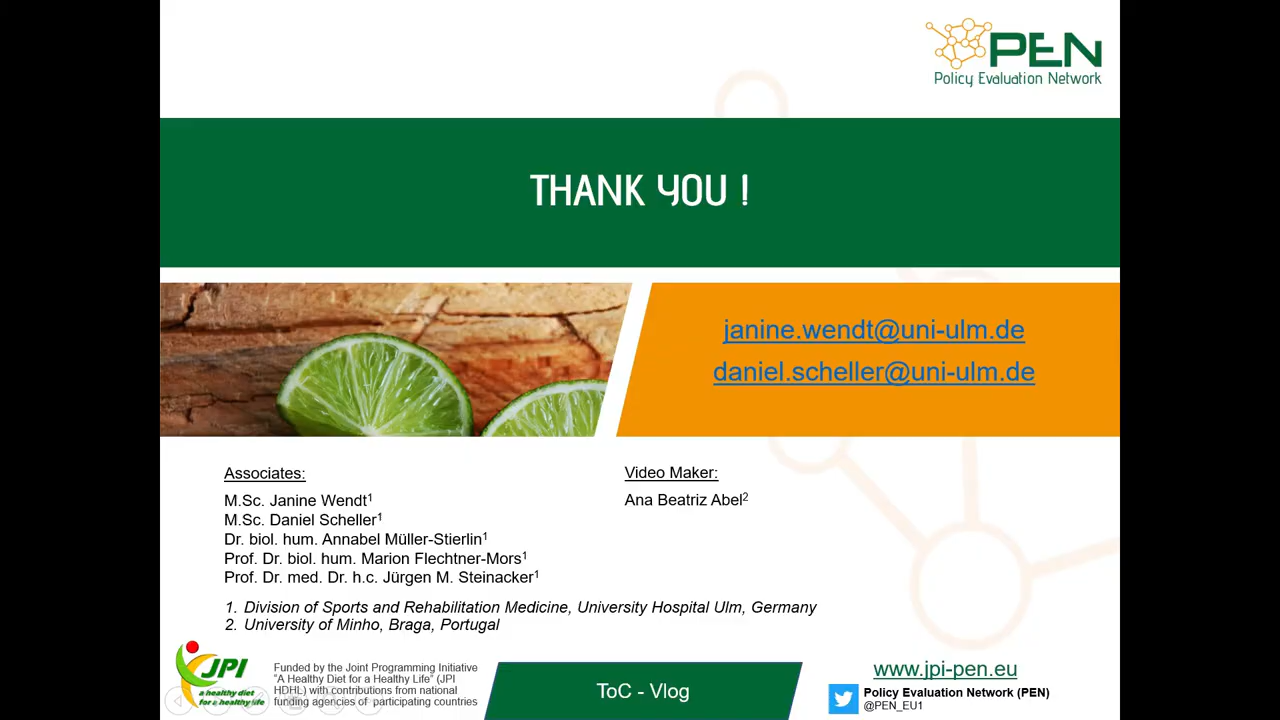 PEN
Policy Evaluation Network
THANK YOU !
janine.wendt@uni-ulm.de
daniel.scheller@uni-ulm.de
Associates:
M.Sc. Janine Wendt¹
M.Sc. Daniel Scheller¹
Dr. biol. hum. Annabel Müller-Stierlin¹
Prof. Dr. biol. hum. Marion Flechtner-Mors¹
Prof. Dr. med. Dr. h.c. Jürgen M. Steinacker¹
Video Maker:
Ana Beatriz Abel²
1. Division of Sports and Rehabilitation Medicine, University Hospital Ulm, Germany
2. University of Minho, Braga, Portugal
JPI
a healthy diet
for a healthy life
Funded by the Joint Programming Initiative
"A Healthy Diet for a Healthy Life" (JPI
HDHL) with contributions from national
funding agencies of participating countries
ToC - Vlog
www.jpi-pen.eu
Policy Evaluation Network (PEN)
@PEN_EU1